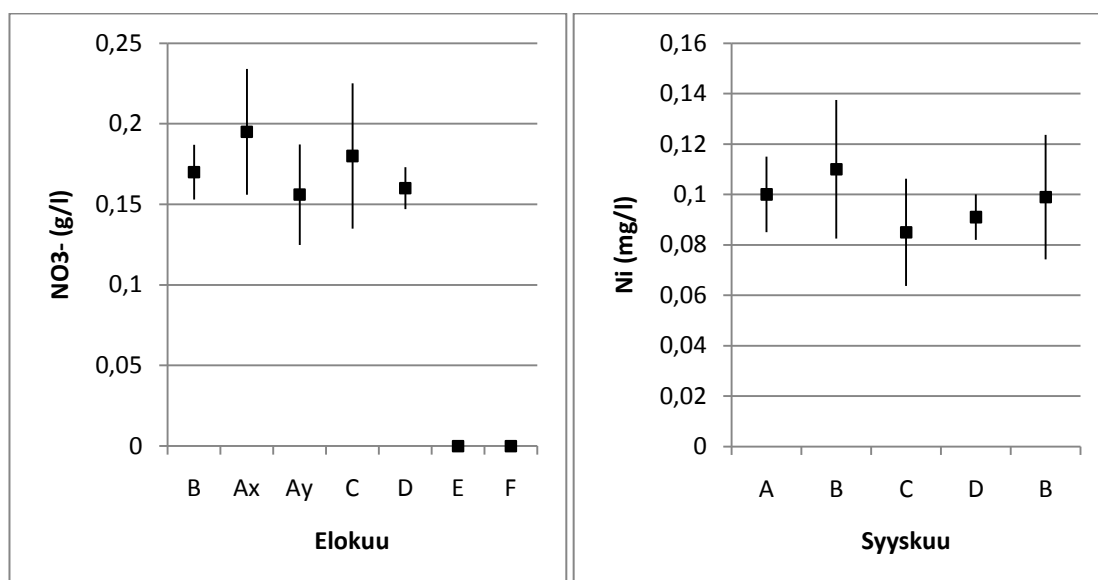 NO3- (g/l)
0,25
0,2
0,15
0,1
0,05
0
B Ax Ay C D E F
Elokuu
Ni (mg/l)
0,16
0,14
0,12
0,1
0,08
0,06
0,04
0,02
0
A B C D B
Syyskuu